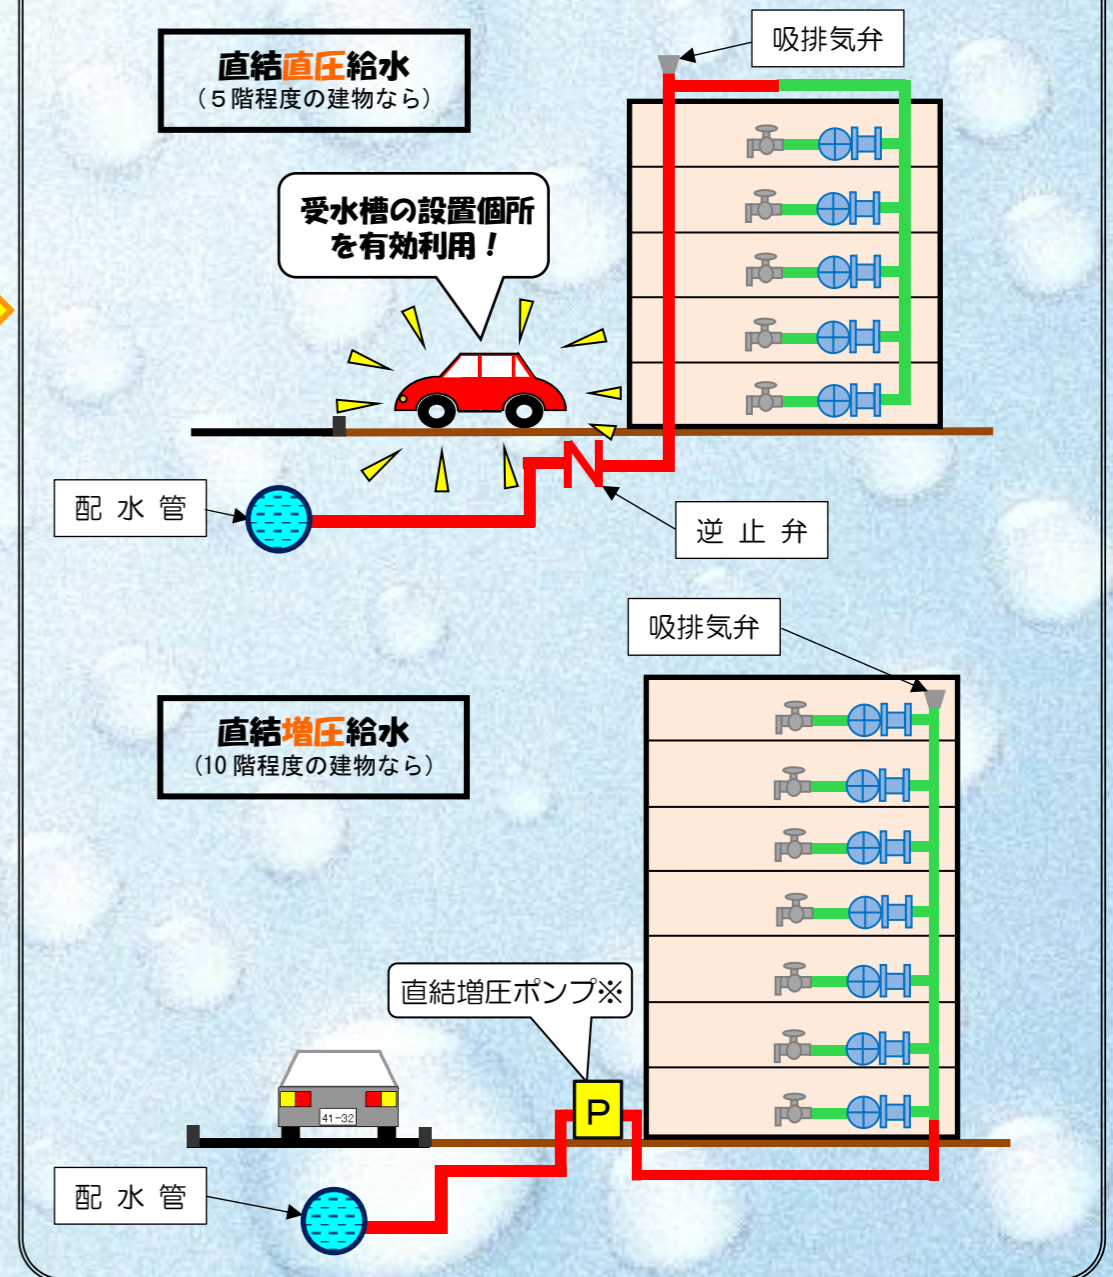 直結直圧給水
（５階程度の建物なら）
吸排気弁
受水槽の設置個所
を有効利用！
配水管
逆止弁
吸排気弁
直結増圧給水
（10階程度の建物なら）
直結増圧ポンプ※
P
41-32
配水管